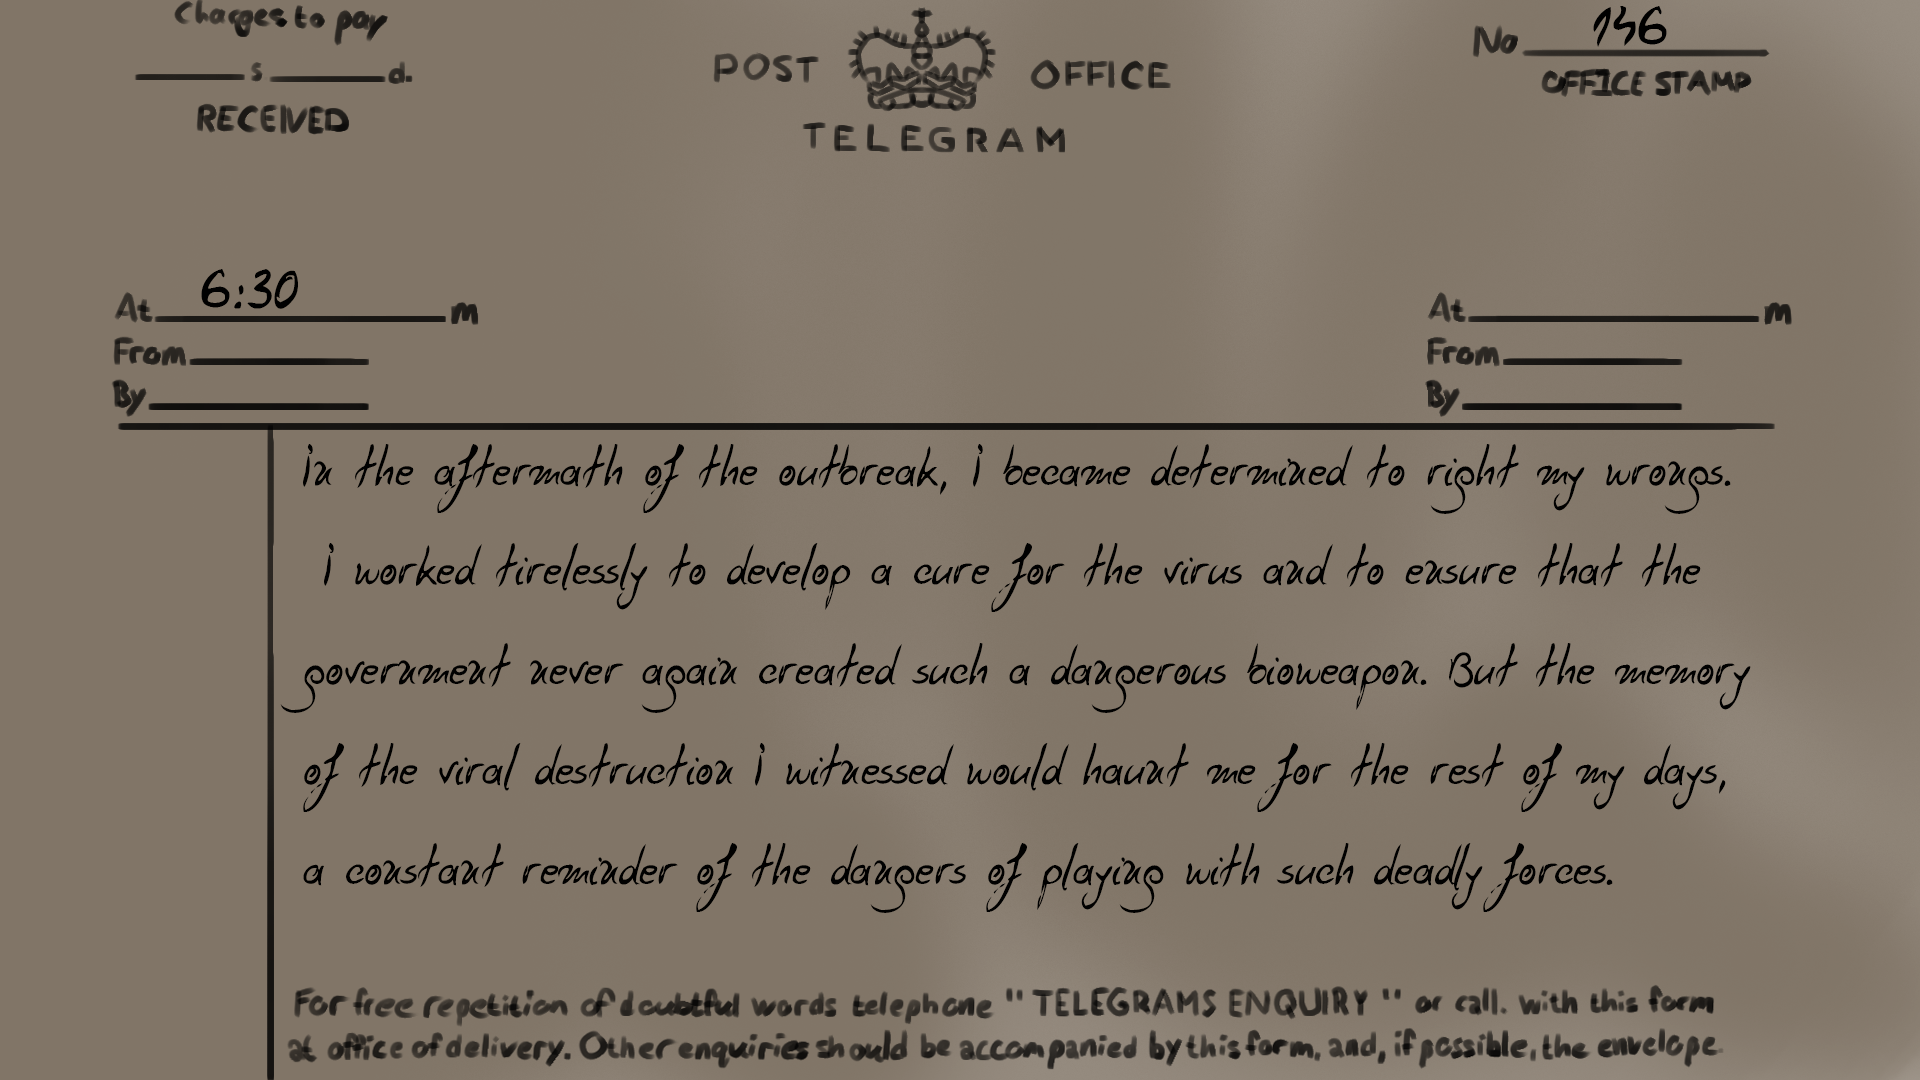 Charges to pay
s d.
RECEIVED
POST OFFICE
TELEGRAM
No 146
OFFICE STAMP
At 6:30 m
From
By
At m
From
By
in the aftermath of the outbreak, i became determined to right my wrongs.
i worked tirelessly to develop a cure for the virus and to ensure that the
government never again created such a dangerous bioweapon. But the memory
of the viral destruction i witnessed would haunt me for the rest of my days,
a constant reminder of the dangers of playing with such deadly forces.
For free repetition of doubtful words telephone "TELEGRAMS ENQUIRY" or call. with this form
at office of delivery. Other enquiries should be accompanied by this form, and, if possible, the envelope.